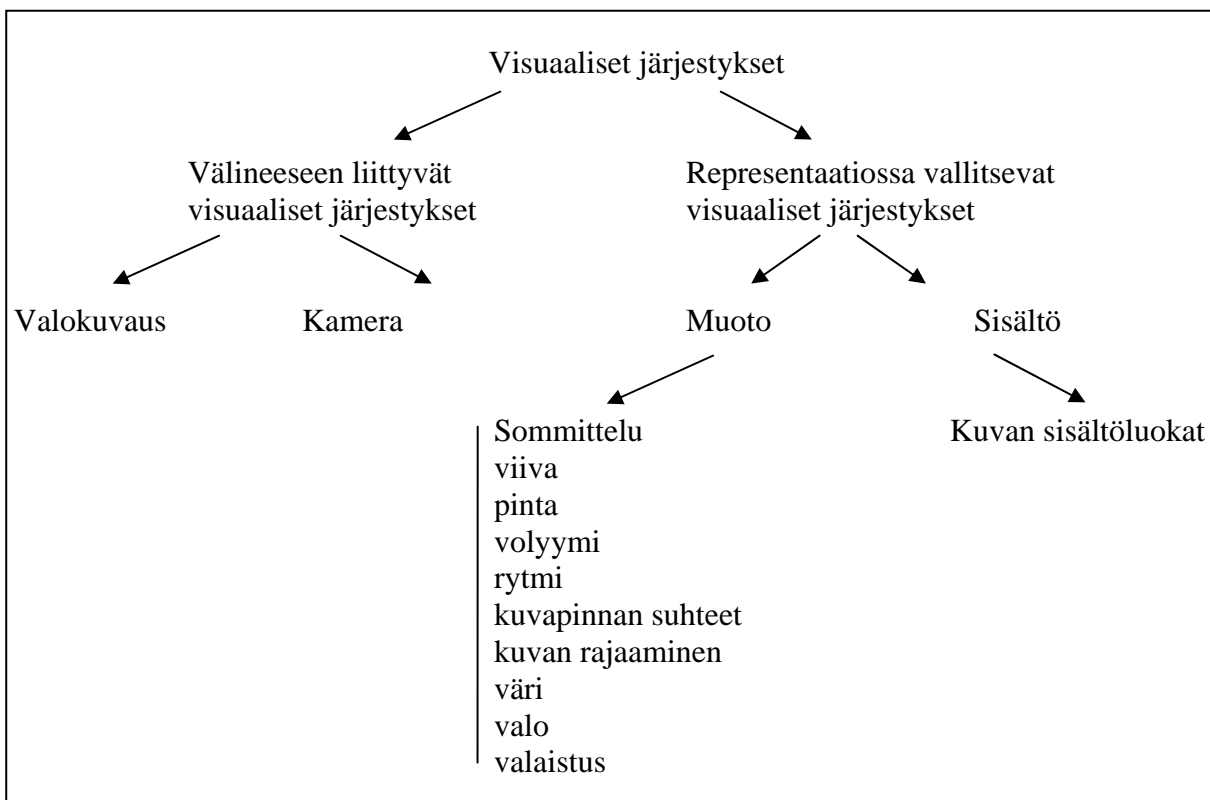 Visuaaliset järjestykset
Välineeseen liittyvät
visuaaliset järjestykset
Representaatiossa vallitsevat
visuaaliset järjestykset
Valokuvaus
Kamera
Muoto
Sisältö
Sommittelu
viiva
pinta
volyymi
rytmi
kuvapinnan suhteet
kuvan rajaaminen
väri
valo
valaistus
Kuvan sisältöluokat